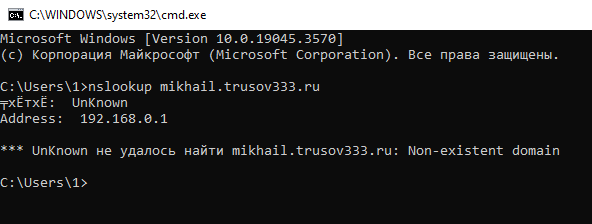 C:\WINDOWS\system32\cmd.exe
Microsoft Windows [Version 10.0.19045.3570]
(c) Корпорация Майкрософт (Microsoft Corporation). Все права защищены.
C:\Users\1>nslookup mikhail.trusov333.ru
╤хЁтхЁ:  UnKnown
Address:  192.168.0.1
*** UnKnown не удалось найти mikhail.trusov333.ru: Non-existent domain
C:\Users\1>